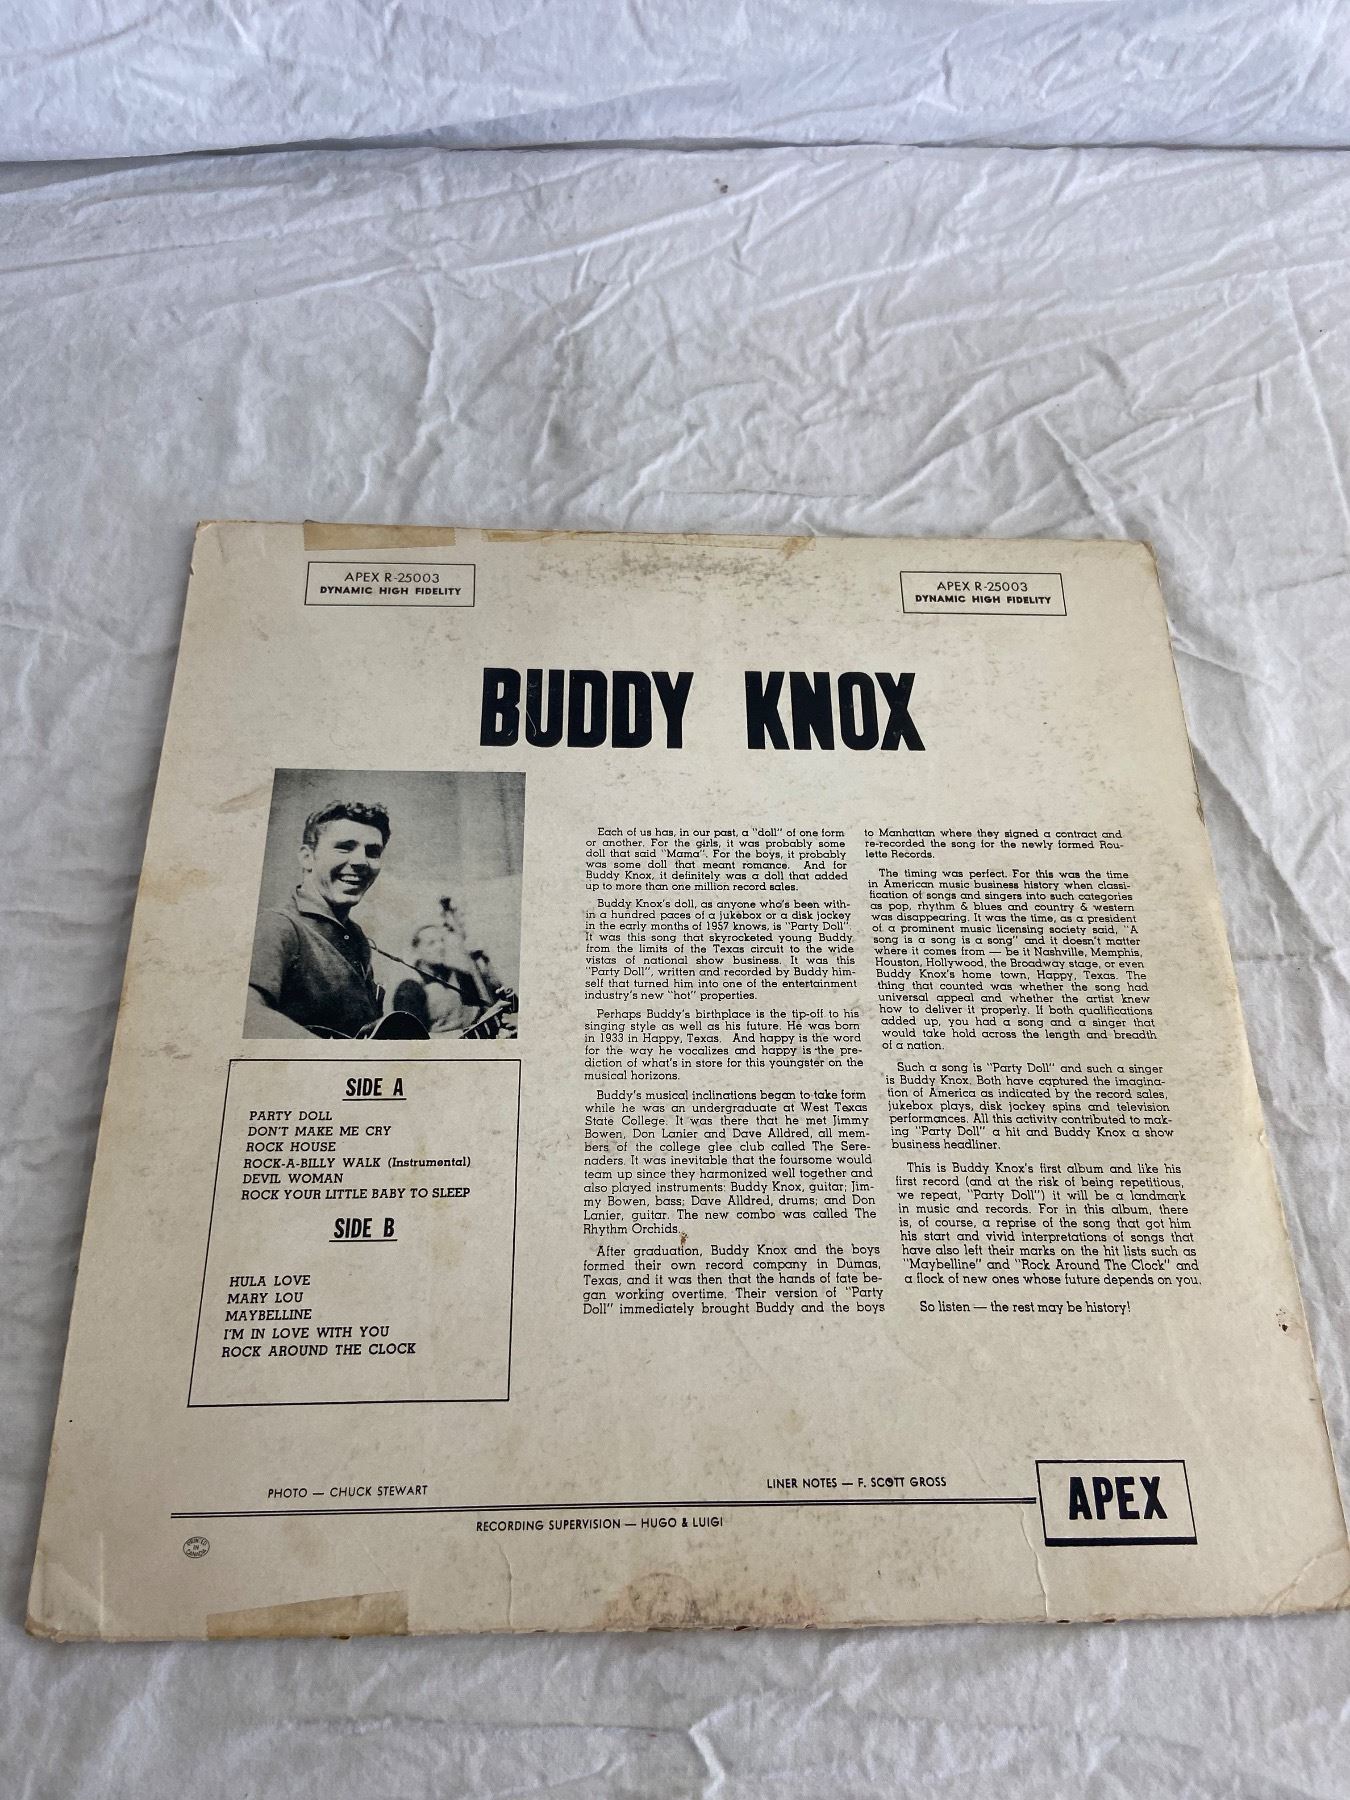 APEX R-25003
DYNAMIC HIGH FIDELITY
APEX R-25003
DYNAMIC HIGH FIDELITY
BUDDY KNOX
SIDE A
PARTY DOLL
DON'T MAKE ME CRY
ROCK HOUSE
ROCK-A-BILLY WALK (Instrumental)
DEVIL WOMAN
ROCK YOUR LITTLE BABY TO SLEEP
SIDE B
HULA LOVE
MARY LOU
MAYBELLINE
I'M IN LOVE WITH YOU
ROCK AROUND THE CLOCK
Each of us has, in our past, a "doll" of one form
or another. For the girls, it was probably some
doll that said "Mama". For the boys, it probably
was some doll that meant romance. And for
Buddy Knox, it definitely was a doll that added
up to more than one million record sales.
Buddy Knox's doll, as anyone who's been with-
in a hundred paces of a jukebox or a disk jockey
in the early months of 1957 knows, is "Party Doll".
It was this song that skyrocketed young Buddy
from the limits of the Texas circuit to the wide
vistas of national show business. It was this
"Party Doll", written and recorded by Buddy him-
self that turned him into one of the entertainment
industry's new "hot" properties.
Perhaps Buddy's birthplace is the tip-off to his
singing style as well as his future. He was born
in 1933 in Happy, Texas. And happy is the word
for the way he vocalizes and happy is the pre-
diction of what's in store for this youngster on the
musical horizons.
Buddy's musical inclinations began to take form
while he was an undergraduate at West Texas
State College. It was there that he met Jimmy
Bowen, Don Lanier and Dave Alldred, all mem-
bers of the college glee club called The Sere-
naders. It was inevitable that the foursome would
team up since they harmonized well together and
also played instruments: Buddy Knox, guitar; Jim-
my Bowen, bass; Dave Alldred, drums; and Don
Lanier, guitar. The new combo was called The
Rhythm Orchids.
After graduation, Buddy Knox and the boys
formed their own record company in Dumas,
Texas, and it was then that the hands of fate be-
gan working overtime. Their version of "Party
Doll" immediately brought Buddy and the boys
to Manhattan where they signed a contract and
re-recorded the song for the newly formed Rou-
lette Records.
The timing was perfect. For this was the time
in American music business history when classi-
fication of songs and singers into such categories
as pop, rhythm & blues and country & western
was disappearing. It was the time, as a president
of a prominent music licensing society said, "A
song is a song is a song" and it doesn't matter
where it comes from — be it Nashville, Memphis,
Houston, Hollywood, the Broadway stage, or even
Buddy Knox's home town, Happy, Texas. The
thing that counted was whether the song had
universal appeal and whether the artist knew
how to deliver it properly. If both qualifications
added up, you had a song and a singer that
would take hold across the length and breadth
of a nation.
Such a song is "Party Doll" and such a singer
is Buddy Knox. Both have captured the imagina-
tion of America as indicated by the record sales,
jukebox plays, disk jockey spins and television
performances. All this activity contributed to mak-
ing "Party Doll" a hit and Buddy Knox a show
business headliner.
This is Buddy Knox's first album and like his
first record (and at the risk of being repetitious,
we repeat, "Party Doll") it will be a landmark
in music and records. For in this album, there
is, of course, a reprise of the song that got him
his start and vivid interpretations of songs that
have also left their marks on the hit lists such as
"Maybelline" and "Rock Around The Clock" and
a flock of new ones whose future depends on you.
So listen — the rest may be history!
PHOTO — CHUCK STEWART
LINER NOTES — F. SCOTT GROSS
APEX
RECORDING SUPERVISION — HUGO & LUIGI
PRINTED
IN
CANADA